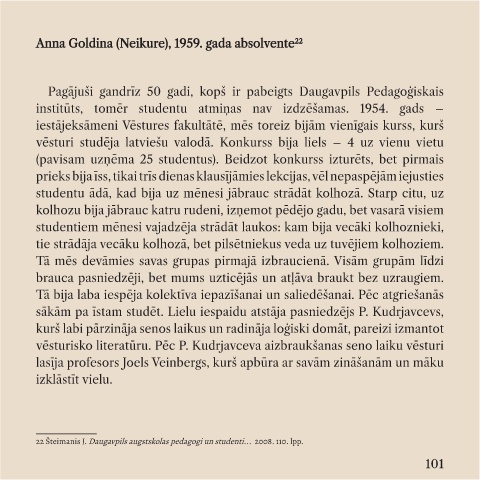 Anna Goldina (Neikure), 1959. gada absolvente²²
Pagājuši gandrīz 50 gadi, kopš ir pabeigts Daugavpils Pedagoģiskais
institūts, tomēr studentu atmiņas nav izdzēšamas. 1954. gads –
iestājeksāmeni Vēstures fakultātē, mēs toreiz bijām vienīgais kurss, kurš
vēsturi studēja latviešu valodā. Konkurss bija liels – 4 uz vienu vietu
(pavisam uzņēma 25 studentus). Beidzot konkurss izturēts, bet pirmais
prieks bija īss, tikai trīs dienas klausījāmies lekcijas, vēl nepaspējām iejusties
studentu ādā, kad bija uz mēnesi jābrauc strādāt kolhozā. Starp citu, uz
kolhozu bija jābrauc katru rudeni, izņemot pēdējo gadu, bet vasarā visiem
studentiem mēnesi vajadzēja strādāt laukos: kam bija vecāki kolhoznieki,
tie strādāja vecāku kolhozā, bet pilsētniekus veda uz tuvējiem kolhoziem.
Tā mēs devāmies savas grupas pirmajā izbraucienā. Visām grupām līdzi
brauca pasniedzēji, bet mums uzticējās un atļāva braukt bez uzraugiem.
Tā bija laba iespēja kolektīva iepazīšanai un saliedēšanai. Pēc atgriešanās
sākām pa īstam studēt. Lielu iespaidu atstāja pasniedzējs P. Kudrjavcevs,
kurš labi pārzināja senos laikus un radināja loģiski domāt, pareizi izmantot
vēsturisko literatūru. Pēc P. Kudrjavceva aizbraukšanas seno laiku vēsturi
lasīja profesors Joels Veinbergs, kurš apbūra ar savām zināšanām un māku
izklāstīt vielu.
22 Šteimanis J. Daugavpils augstskolas pedagogi un studenti... 2008. 110. lpp.
101